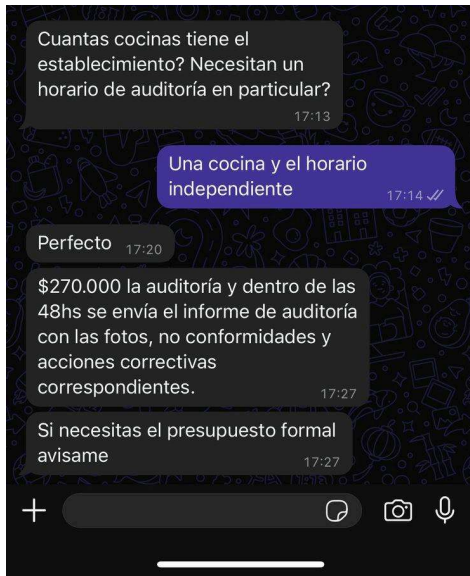 Cuantas cocinas tiene el
establecimiento? Necesitan un
horario de auditoría en particular?
17:13
Una cocina y el horario
independiente
17:14
Perfecto 17:20
$270.000 la auditoría y dentro de las
48hs se envía el informe de auditoría
con las fotos, no conformidades y
acciones correctivas
correspondientes.
17:27
Si necesitas el presupuesto formal
avisame
17:27